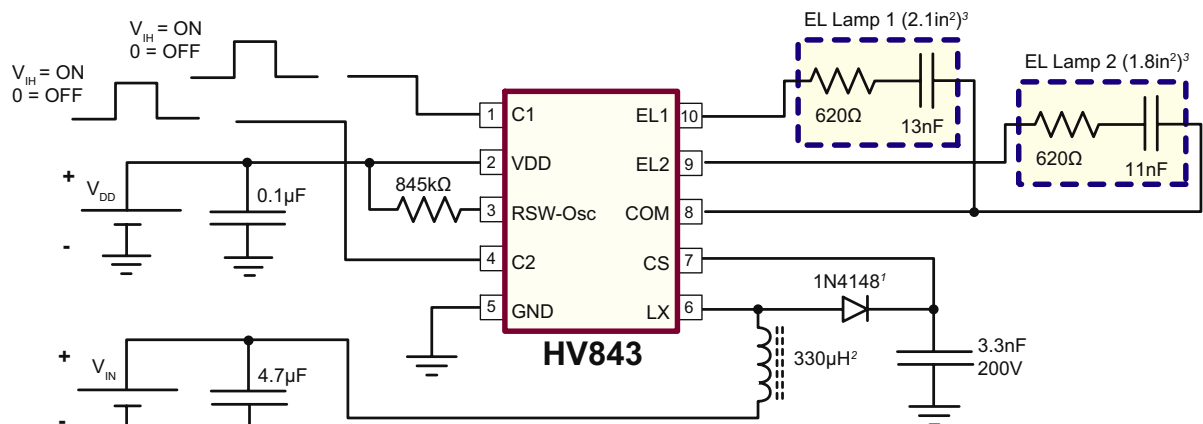 EL Lamp 1 (2.1in²)³
V_IH = ON
0 = OFF
EL Lamp 2 (1.8in²)³
V_IH = ON
0 = OFF
620Ω
13nF
620Ω
11nF
1 C1
EL1 10
2 VDD
EL2 9
845kΩ
3 RSW-Osc
COM 8
+
V_DD
-
0.1µF
4 C2
CS 7
5 GND
LX 6
1N4148¹
HV843
330µH²
3.3nF
200V
+
V_IN
-
4.7µF